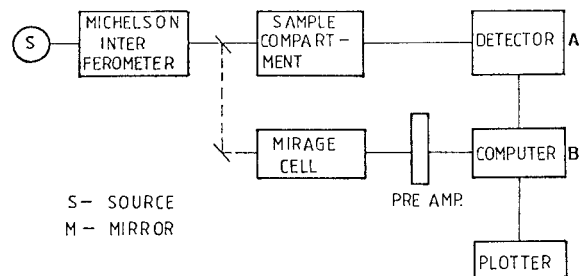 S
MICHELSON
INTER
FEROMETER
SAMPLE
COMPART-
MENT
DETECTOR
A
MIRAGE
CELL
PRE AMP.
COMPUTER
B
S- SOURCE
M- MIRROR
PLOTTER